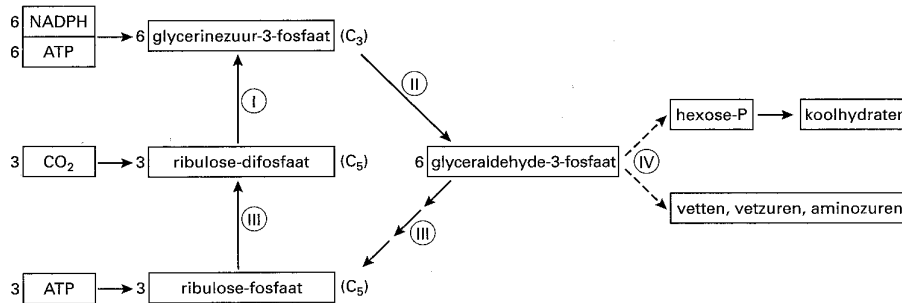 6 NADPH
6 ATP
6 glycerinezuur-3-fosfaat (C3)
II
I
hexose-P
koolhydraten
3 CO2
3 ribulose-difosfaat (C5)
6 glyceraldehyde-3-fosfaat
IV
III
III
vetten, vetzuren, aminozuren
3 ATP
3 ribulose-fosfaat (C5)